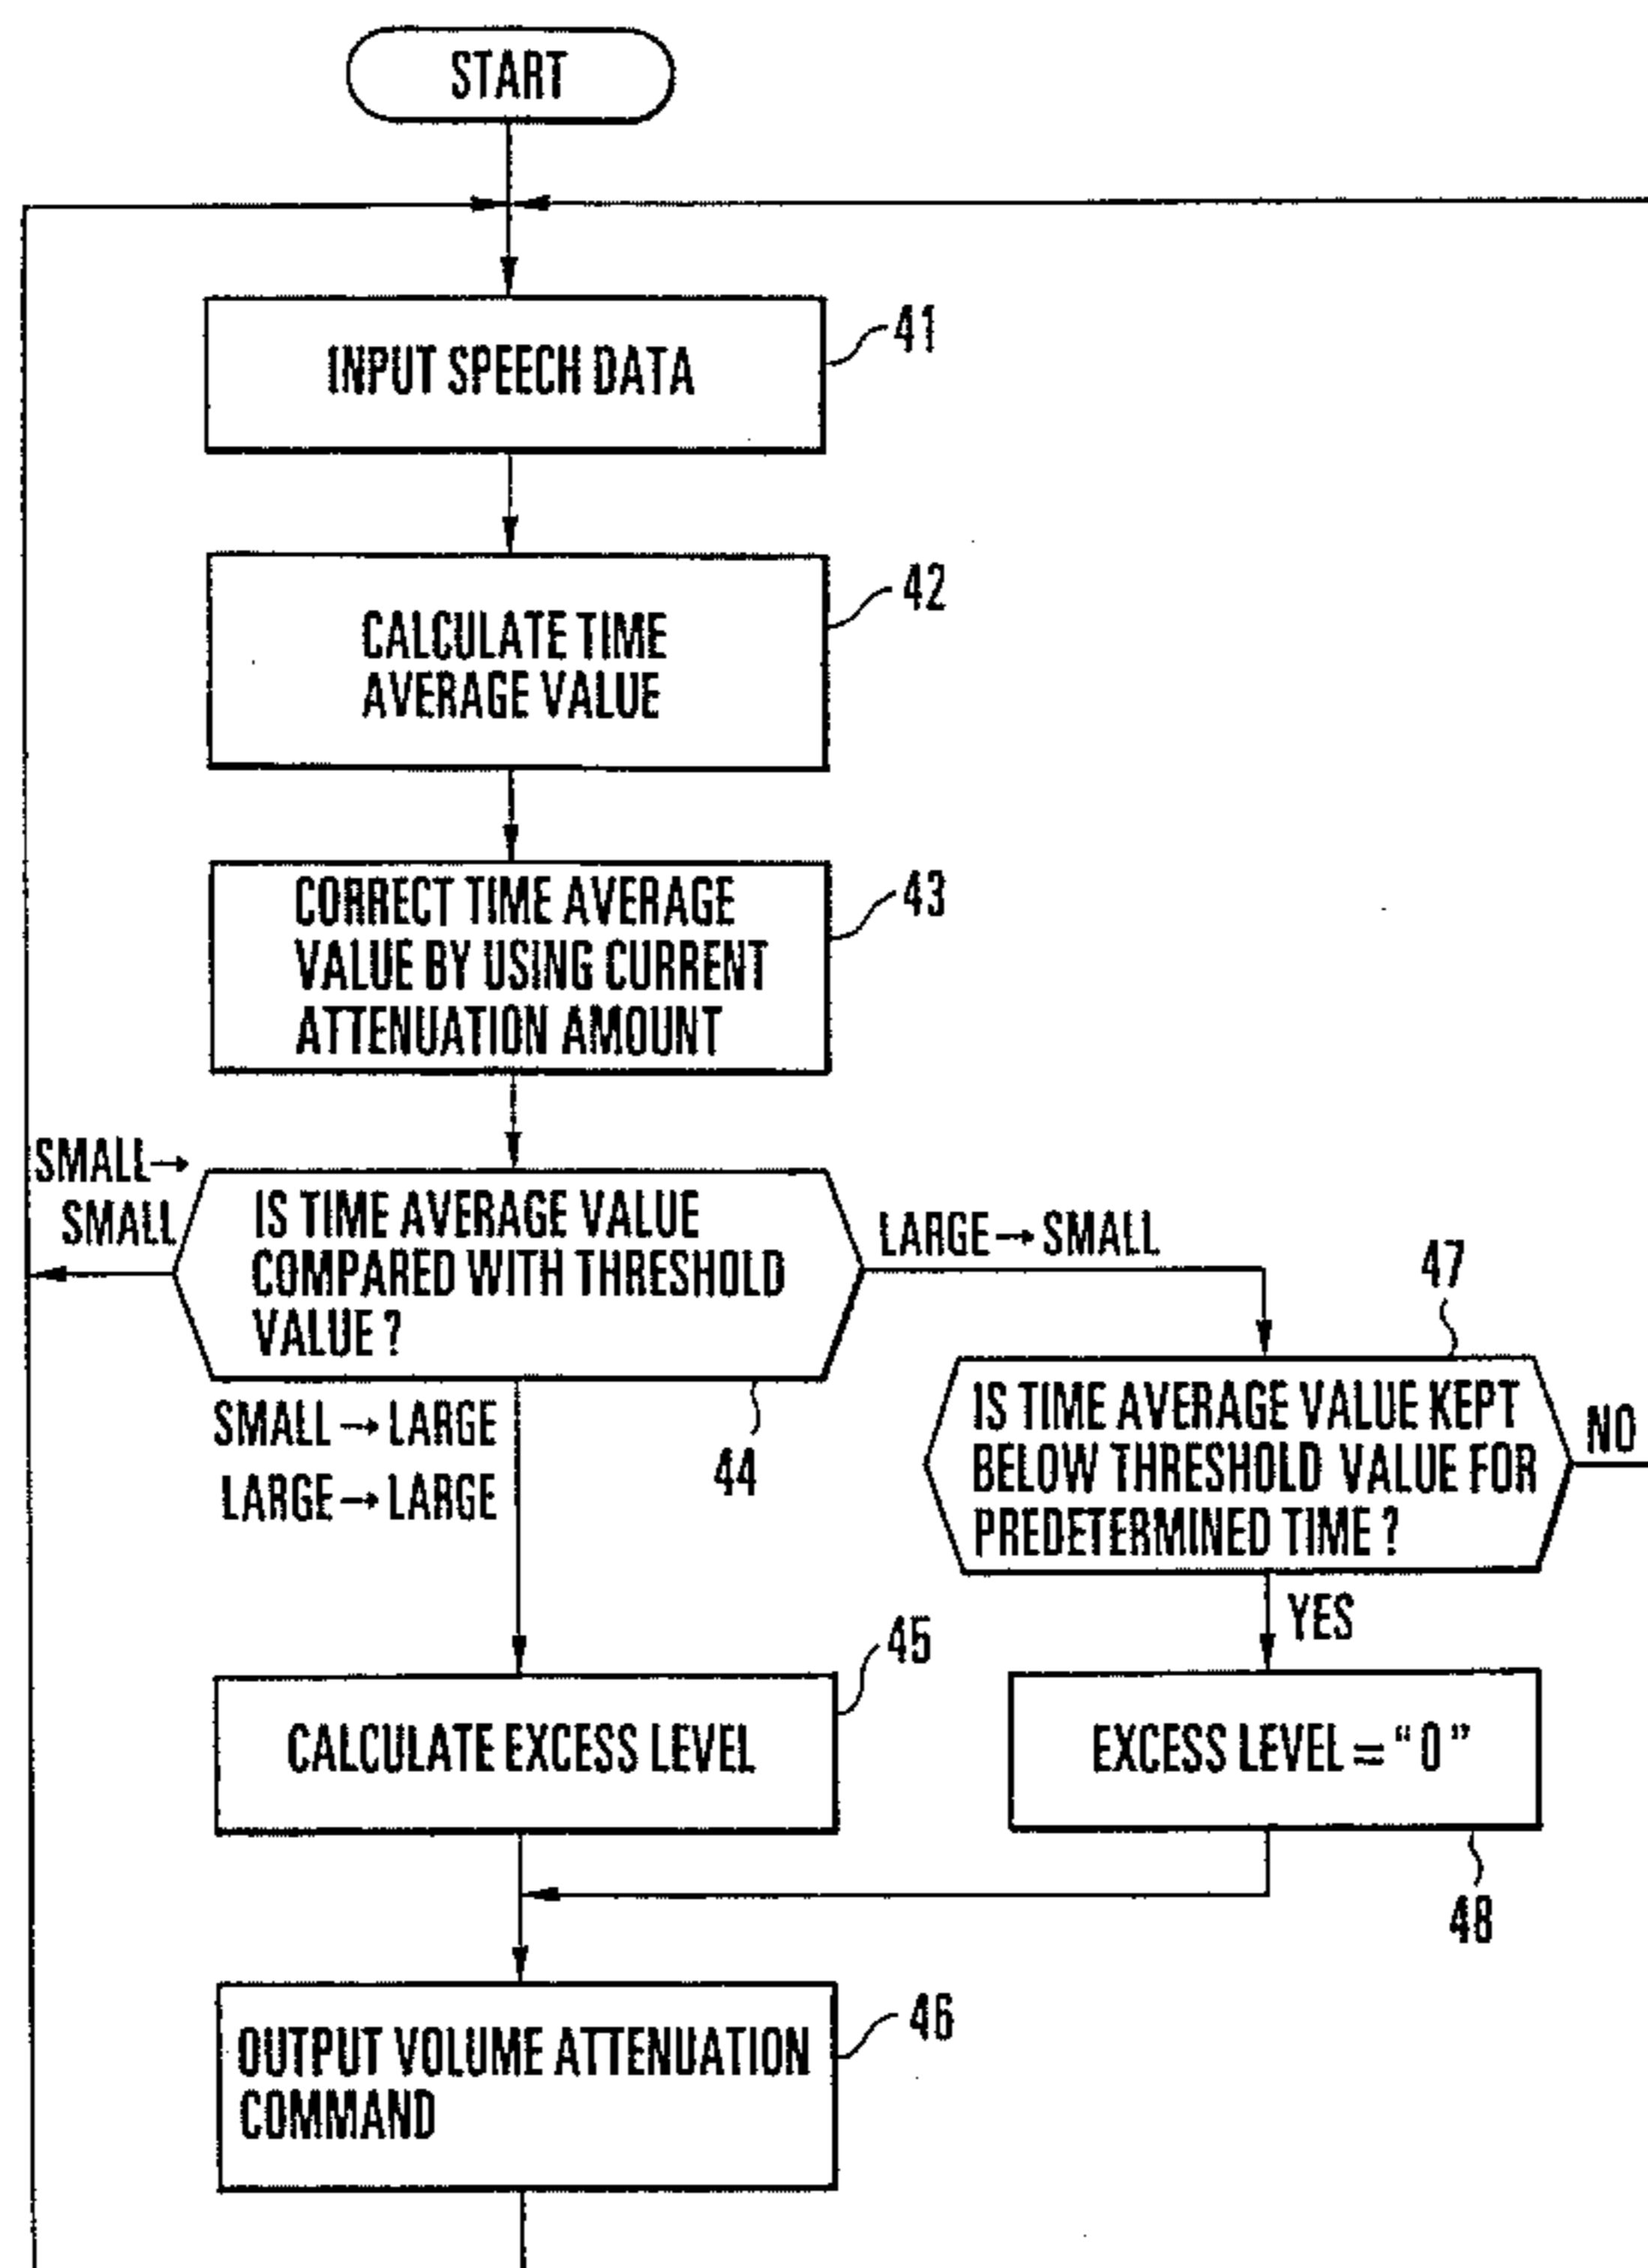 START
INPUT SPEECH DATA
41
CALCULATE TIME
AVERAGE VALUE
42
CORRECT TIME AVERAGE
VALUE BY USING CURRENT
ATTENUATION AMOUNT
43
SMALL→
SMALL
IS TIME AVERAGE VALUE
COMPARED WITH THRESHOLD
VALUE?
44
LARGE→SMALL
47
IS TIME AVERAGE VALUE KEPT
BELOW THRESHOLD VALUE FOR
PREDETERMINED TIME?
NO
SMALL→LARGE
LARGE→LARGE
YES
45
CALCULATE EXCESS LEVEL
EXCESS LEVEL="0"
48
46
OUTPUT VOLUME ATTENUATION
COMMAND